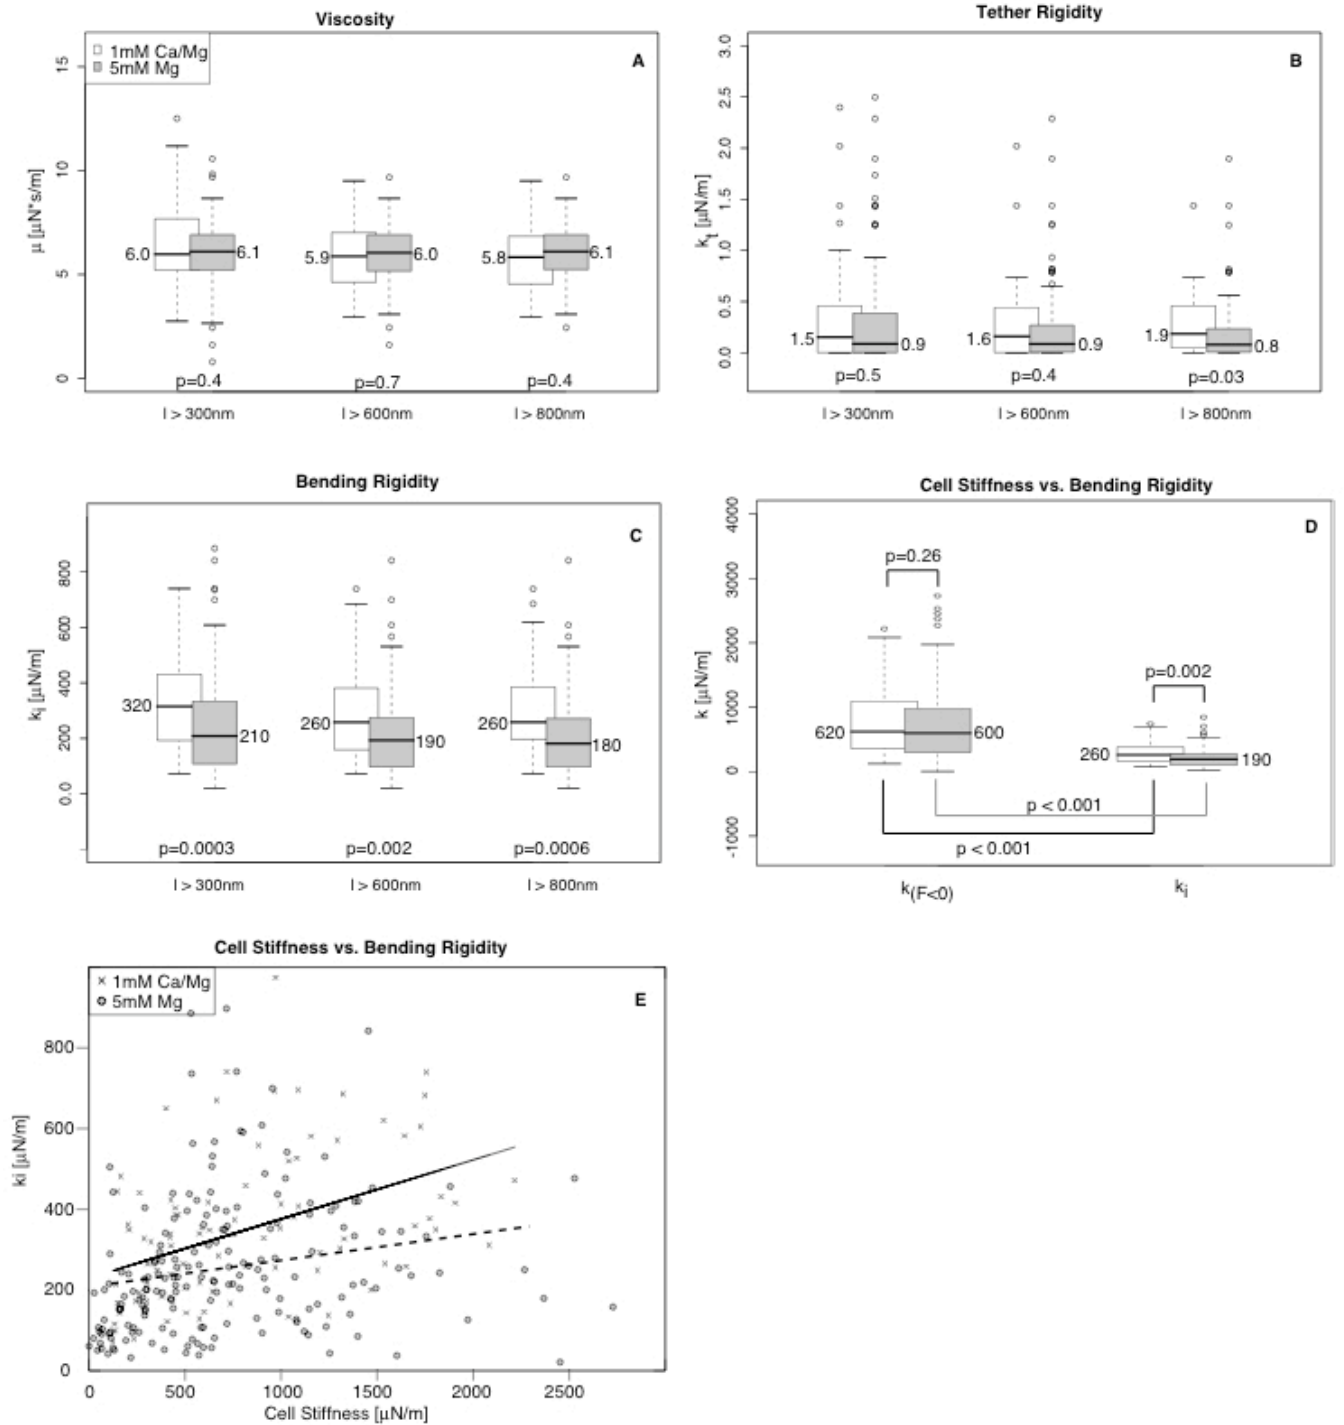 Viscosity
1mM Ca/Mg
5mM Mg
A
15
10
5
0
μ [μN*s/m]
6.0
6.1
5.9
6.0
5.8
6.1
p=0.4
p=0.7
p=0.4
l > 300nm
l > 600nm
l > 800nm
Tether Rigidity
B
3.0
2.5
2.0
1.5
1.0
0.5
0.0
kt [μN/m]
1.5
0.9
1.6
0.9
1.9
0.8
p=0.5
p=0.4
p=0.03
l > 300nm
l > 600nm
l > 800nm
Bending Rigidity
C
800
600
400
200
0.0
ki [μN/m]
320
210
260
190
260
180
p=0.0003
p=0.002
p=0.0006
l > 300nm
l > 600nm
l > 800nm
Cell Stiffness vs. Bending Rigidity
D
4000
3000
2000
1000
0
-1000
k [μN/m]
p=0.26
p=0.002
620
600
260
190
p < 0.001
p < 0.001
k(F<0)
ki
Cell Stiffness vs. Bending Rigidity
1mM Ca/Mg
5mM Mg
E
800
600
400
200
0
ki [μN/m]
0
500
1000
1500
2000
2500
Cell Stiffness [μN/m]